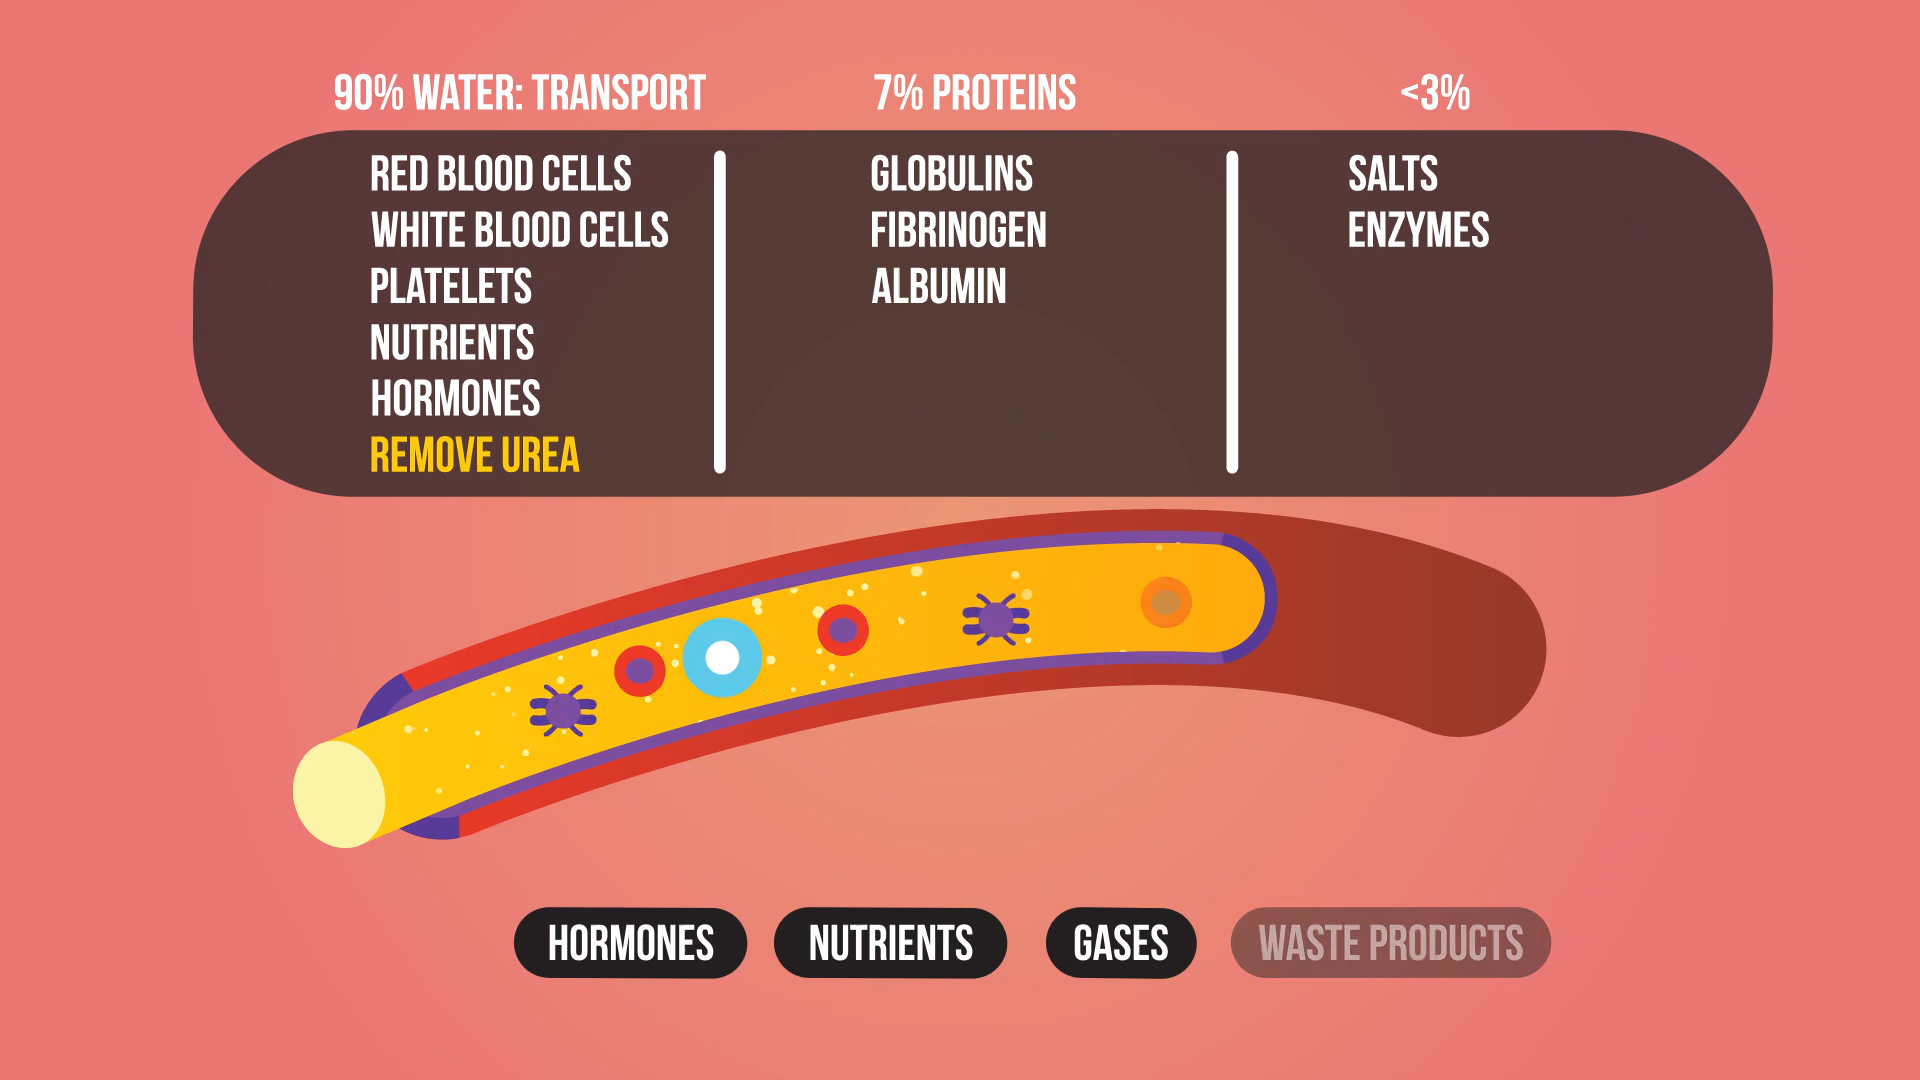 90% WATER: TRANSPORT
RED BLOOD CELLS
WHITE BLOOD CELLS
PLATELETS
NUTRIENTS
HORMONES
REMOVE UREA
7% PROTEINS
GLOBULINS
FIBRINOGEN
ALBUMIN
<3%
SALTS
ENZYMES
HORMONES
NUTRIENTS
GASES
WASTE PRODUCTS